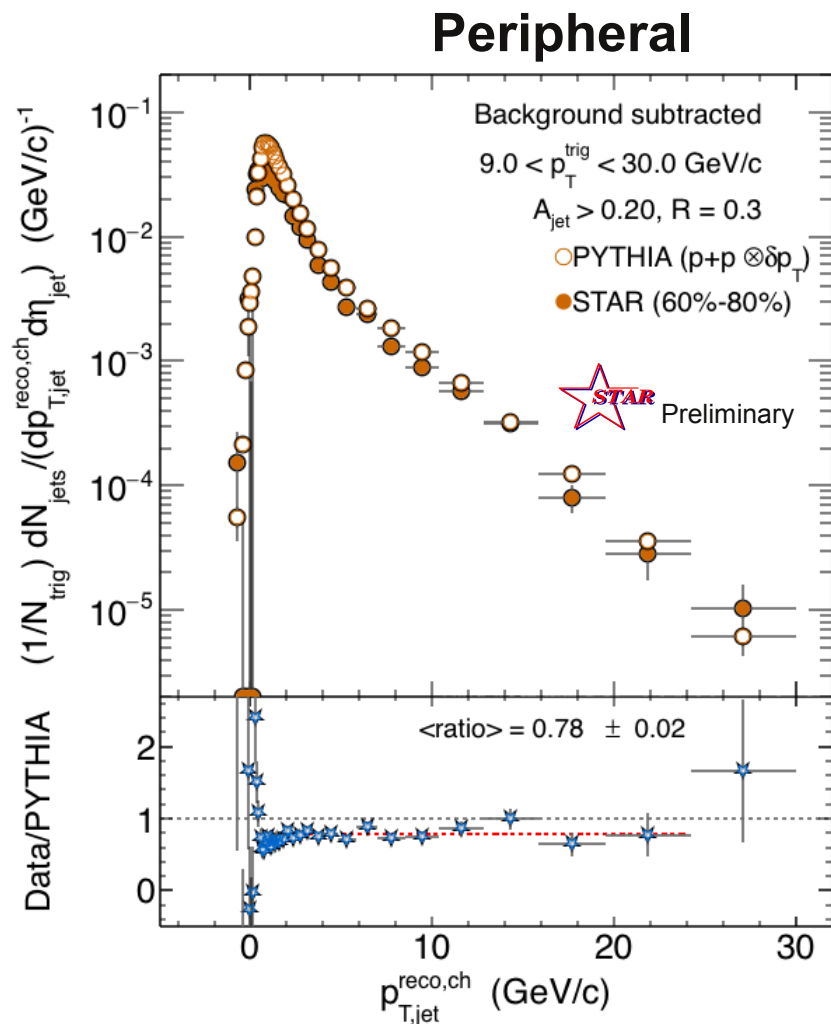 Peripheral
Background subtracted
9.0 < p_T^trig < 30.0 GeV/c
A_jet > 0.20, R = 0.3
PYTHIA (p+p ⊗δp_T)
STAR (60%-80%)
STAR Preliminary
(1/N_trig) dN_jets/(dp_T,jet^reco,ch dη_jet) (GeV/c)^-1
10^−1
10^−2
10^−3
10^−4
10^−5
<ratio> = 0.78 ± 0.02
Data/PYTHIA
2
1
0
0 10 20 30
p_T,jet^reco,ch (GeV/c)